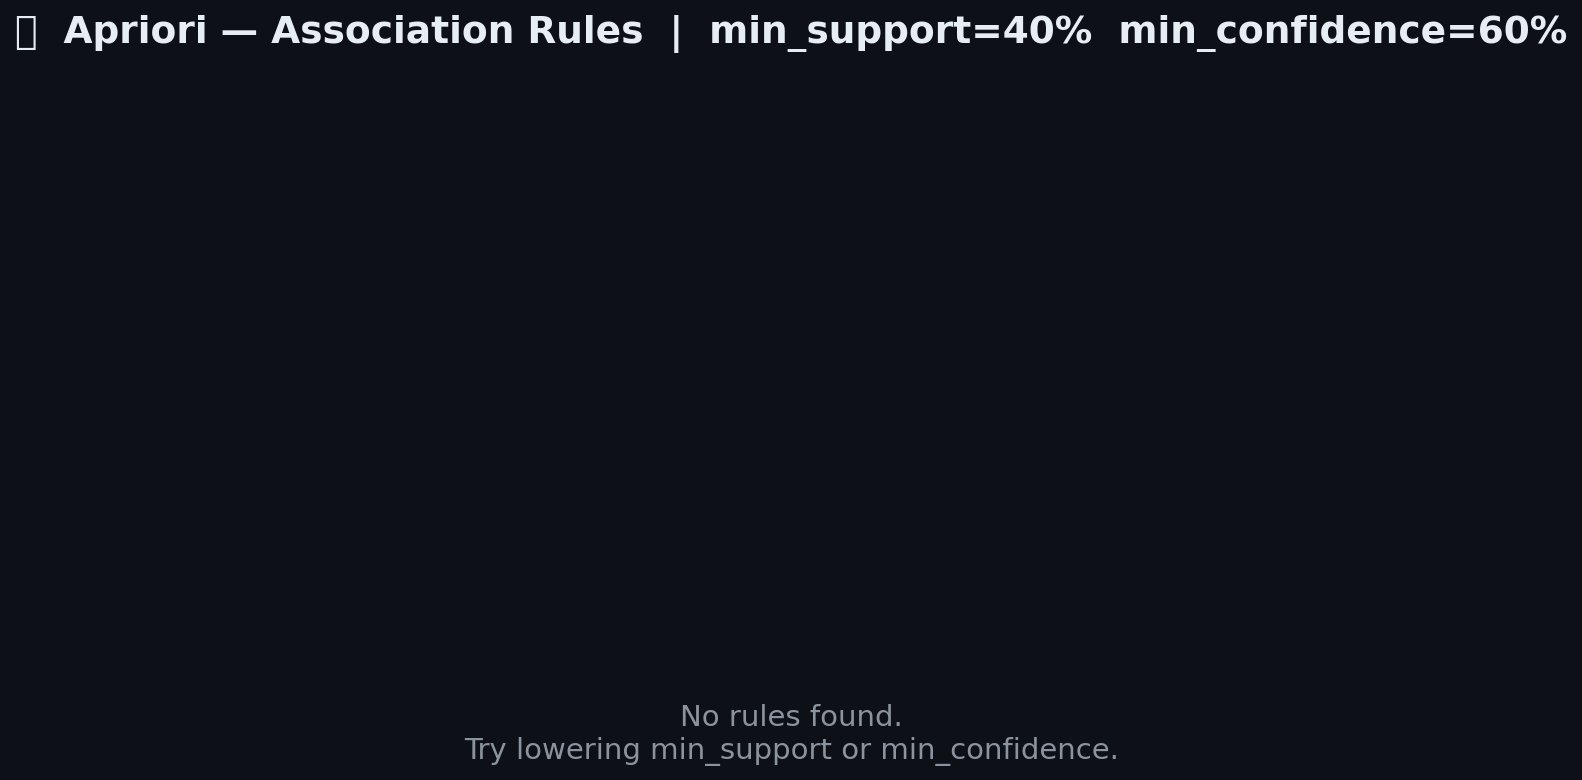 Apriori — Association Rules | min_support=40% min_confidence=60%
No rules found.
Try lowering min_support or min_confidence.